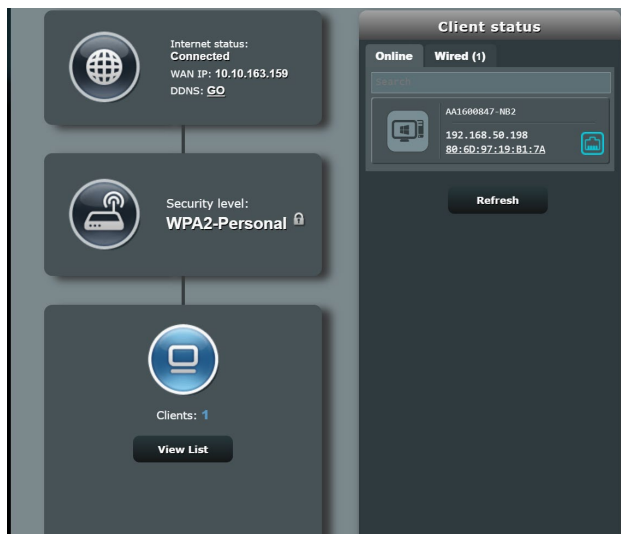 Internet status:
Connected
WAN IP: 10.10.163.159
DDNS: GO
Security level:
WPA2-Personal
Clients: 1
View List
Client status
Online Wired (1)
Search
AA1600847-NB2
192.168.50.198
80:6D:97:19:B1:7A
Refresh